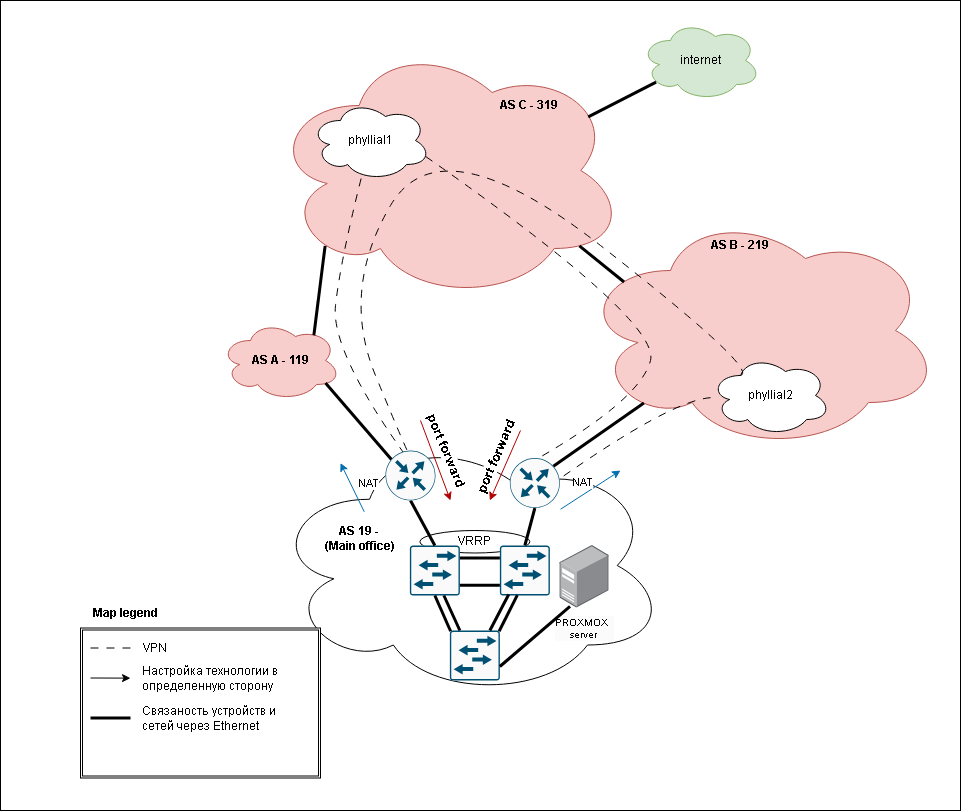 internet
AS C - 319
phyllial1
AS B - 219
AS A - 119
phyllial2
port forward
port forward
NAT
NAT
AS 19 -
(Main office)
VRRP
PROXMOX
server
Map legend
VPN
Настройка технологии в
определенную сторону
Связаность устройств и
сетей через Ethernet